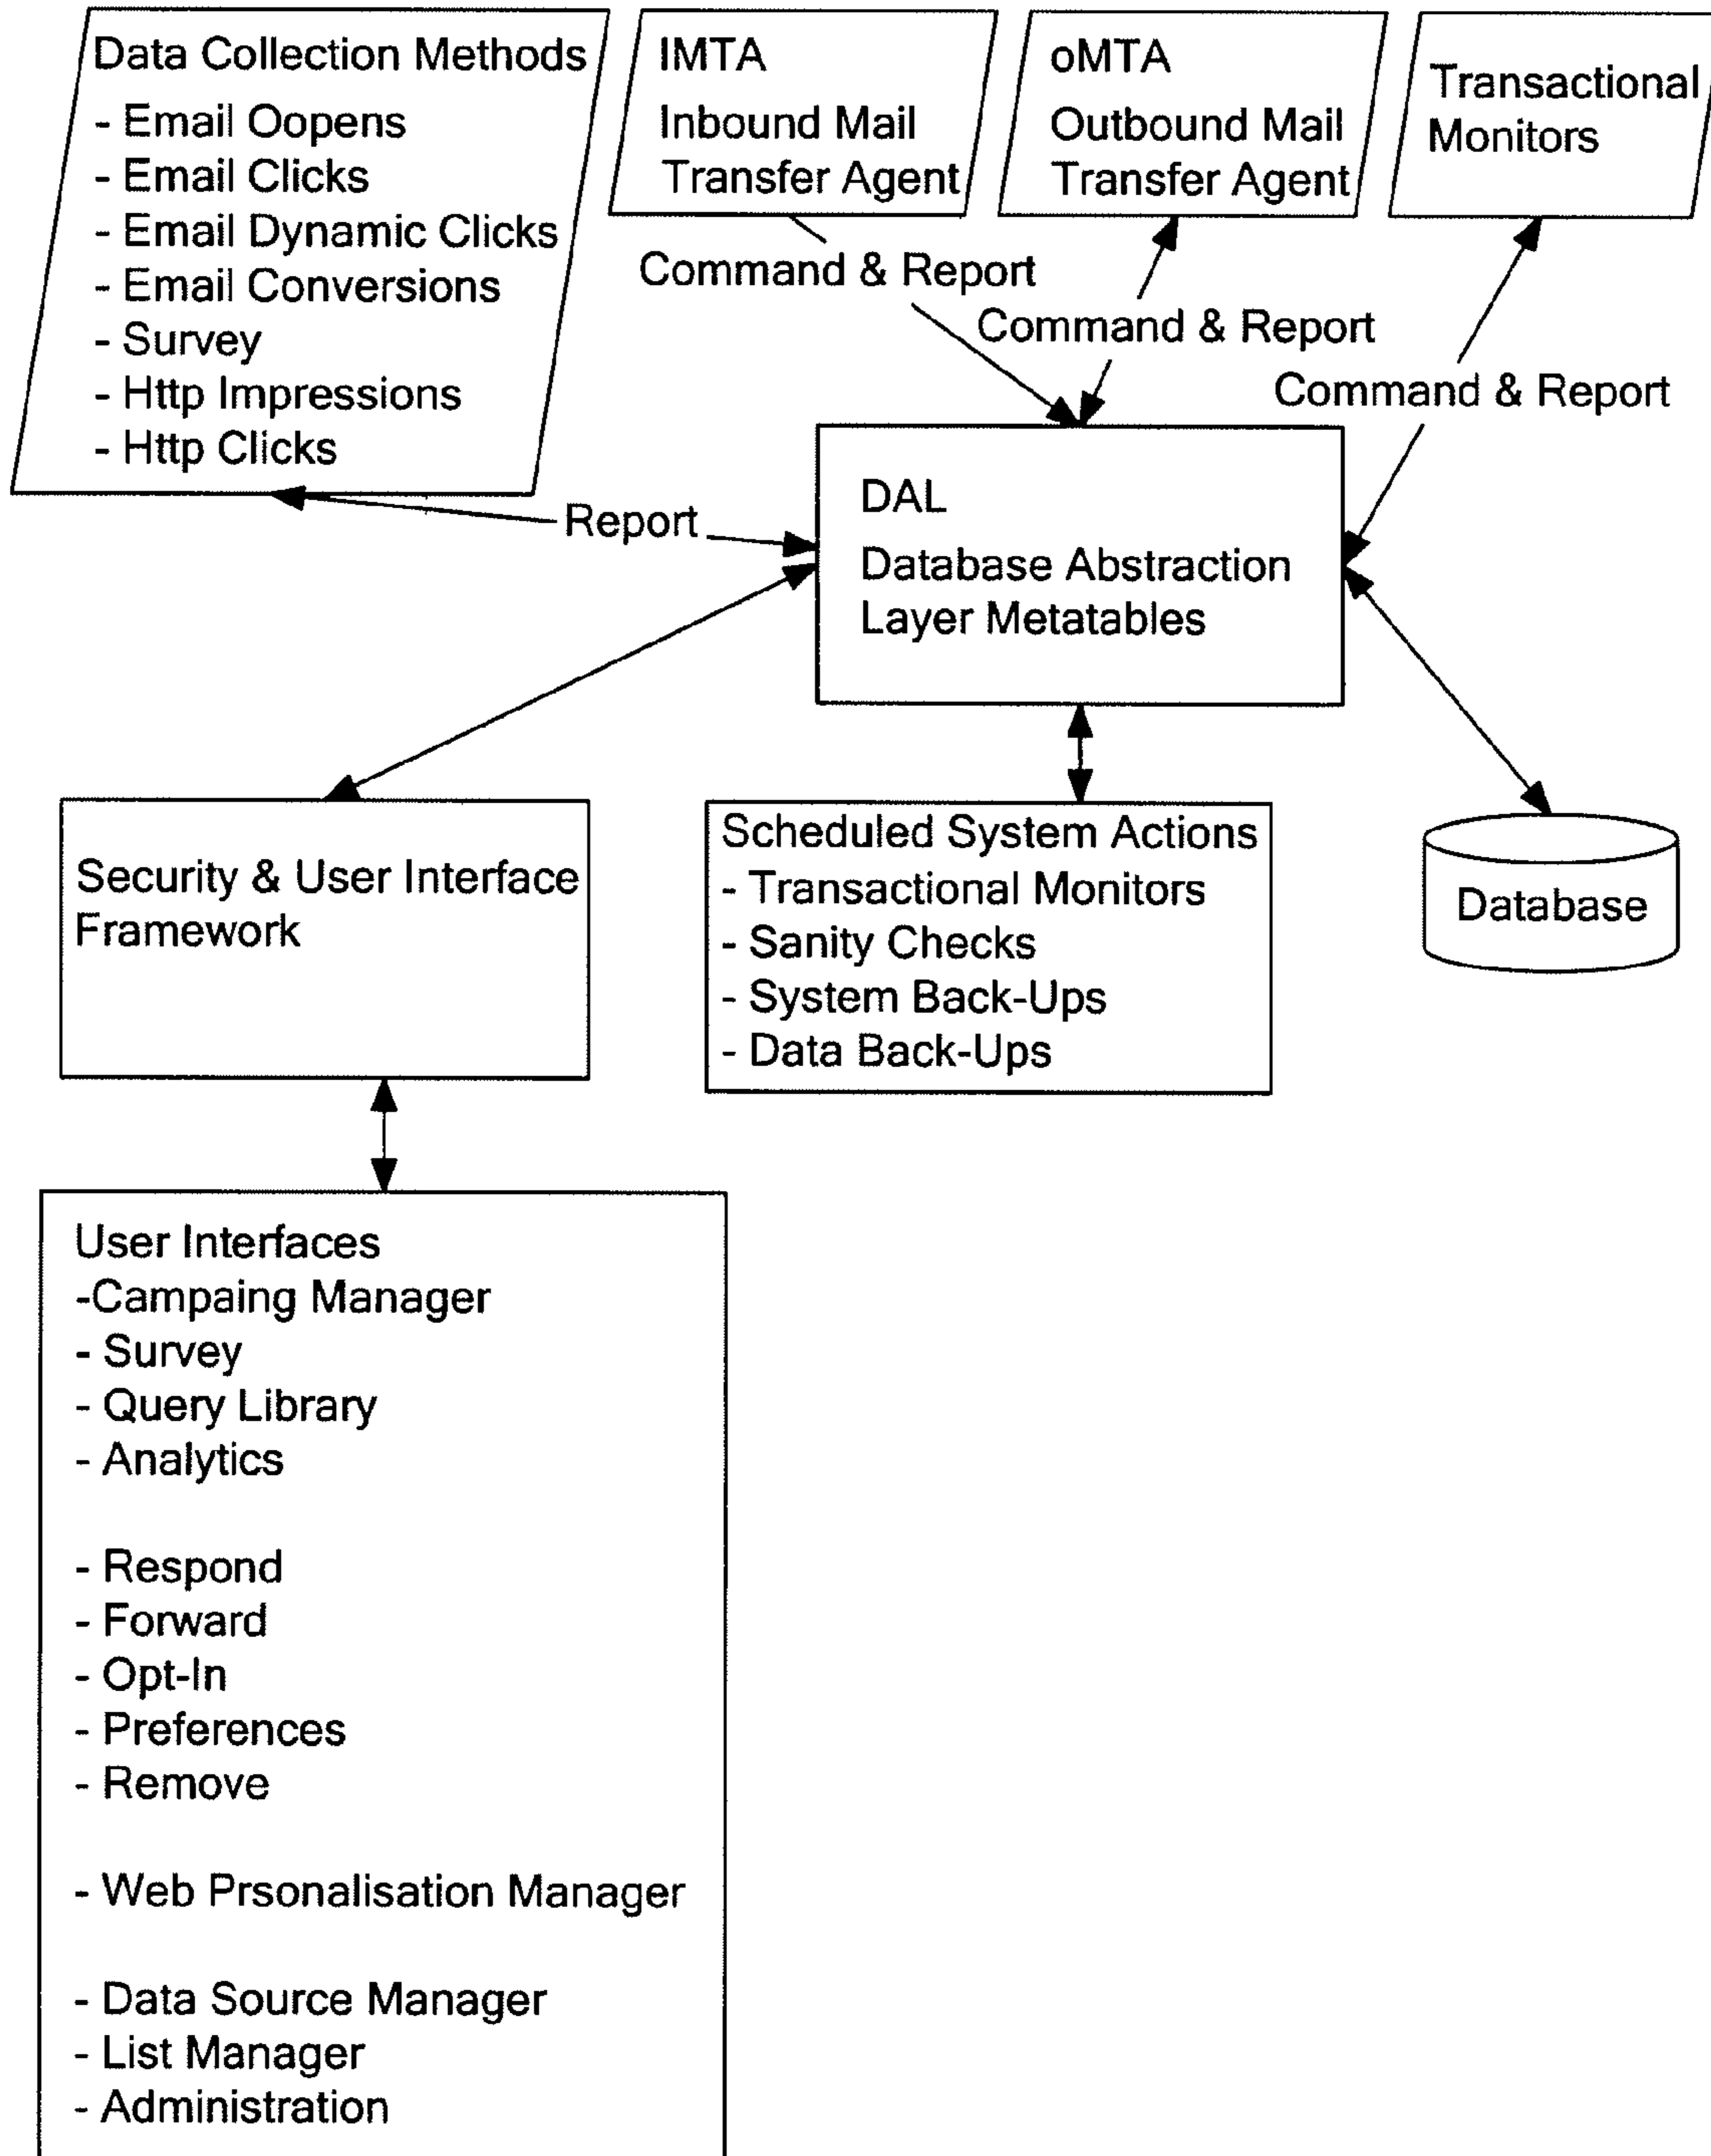 Data Collection Methods
- Email Oopens
- Email Clicks
- Email Dynamic Clicks
- Email Conversions
- Survey
- Http Impressions
- Http Clicks
IMTA
Inbound Mail
Transfer Agent
oMTA
Outbound Mail
Transfer Agent
Transactional
Monitors
Command & Report
Command & Report
Command & Report
Report
DAL
Database Abstraction
Layer Metatables
Security & User Interface
Framework
Scheduled System Actions
- Transactional Monitors
- Sanity Checks
- System Back-Ups
- Data Back-Ups
Database
User Interfaces
-Campaing Manager
- Survey
- Query Library
- Analytics
- Respond
- Forward
- Opt-In
- Preferences
- Remove
- Web Prsonalisation Manager
- Data Source Manager
- List Manager
- Administration